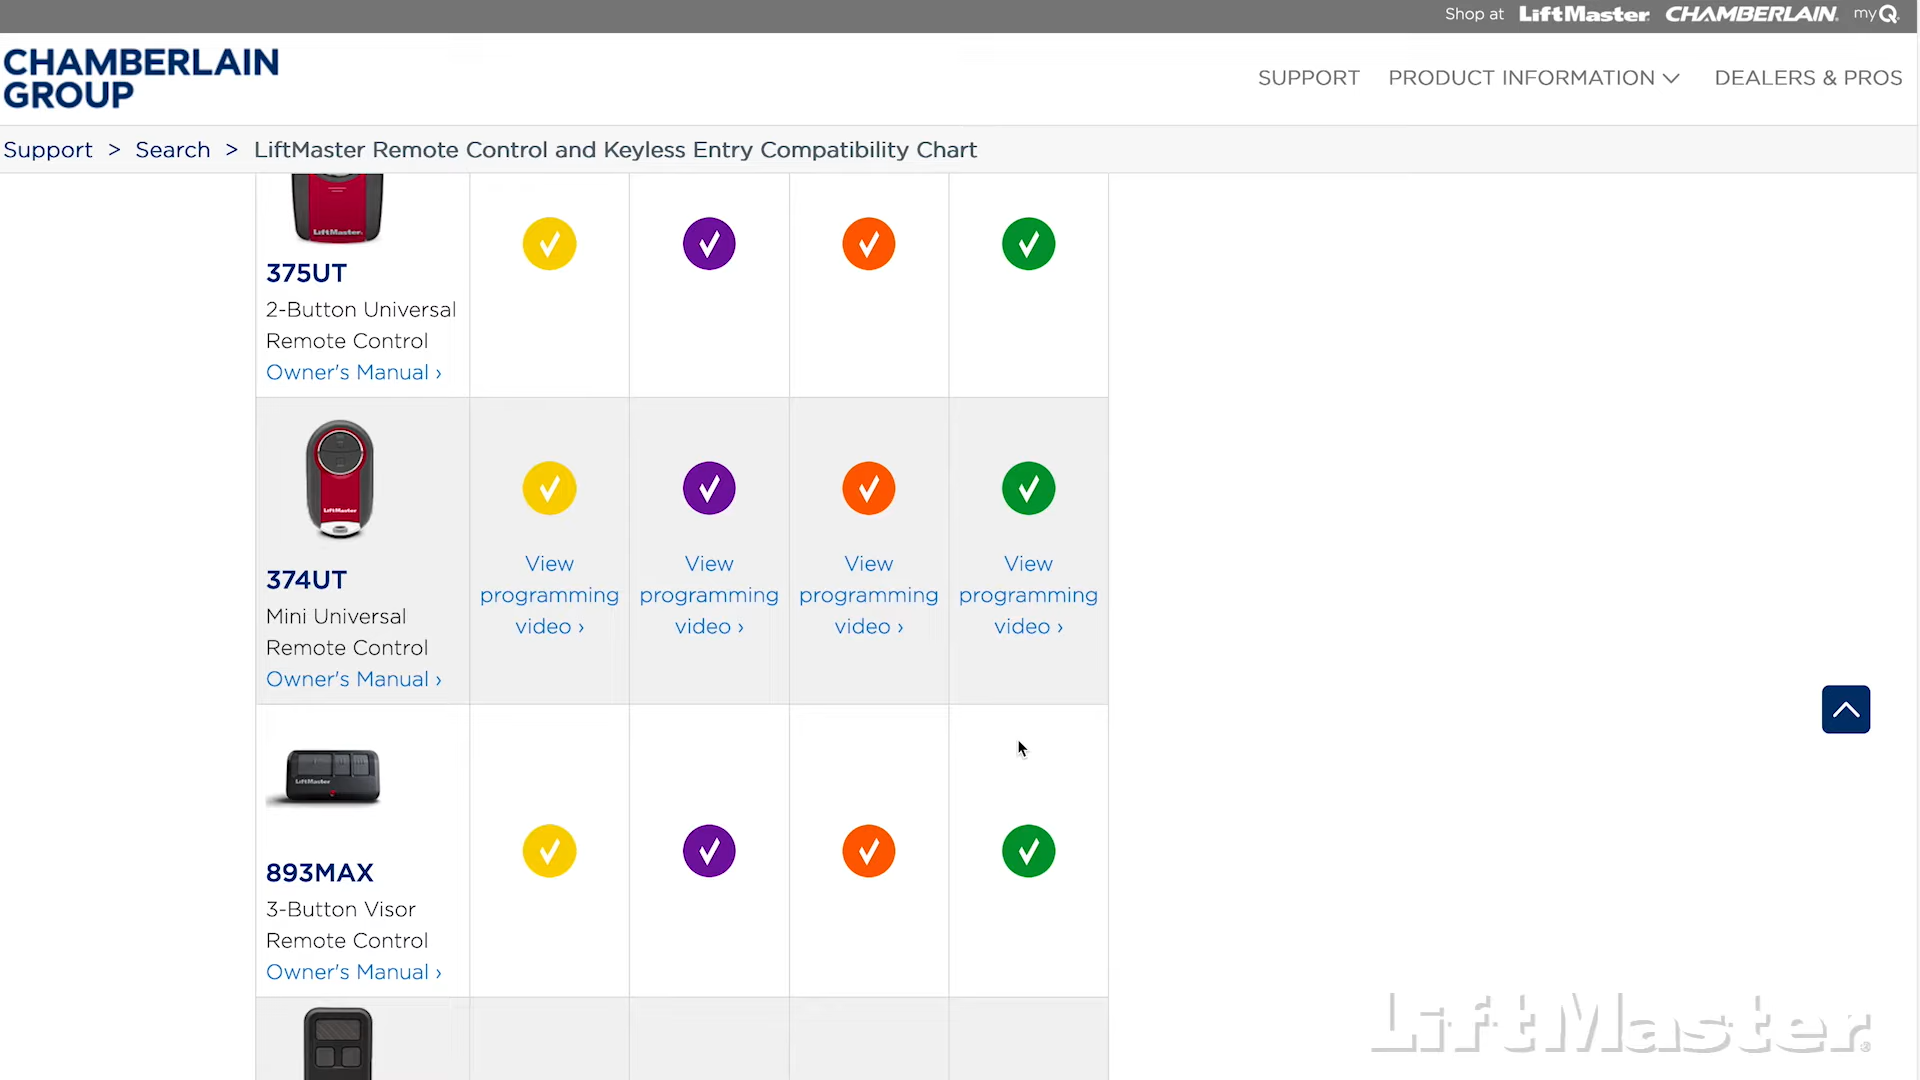 Shop at LiftMaster CHAMBERLAIN myQ
CHAMBERLAIN
GROUP
SUPPORT PRODUCT INFORMATION DEALERS & PROS
Support > Search > LiftMaster Remote Control and Keyless Entry Compatibility Chart
LiftMaster
375UT
2-Button Universal
Remote Control
Owner's Manual ›
LiftMaster
374UT
Mini Universal
Remote Control
Owner's Manual ›
View
programming
video ›
View
programming
video ›
View
programming
video ›
View
programming
video ›
LiftMaster
893MAX
3-Button Visor
Remote Control
Owner's Manual ›
LiftMaster®